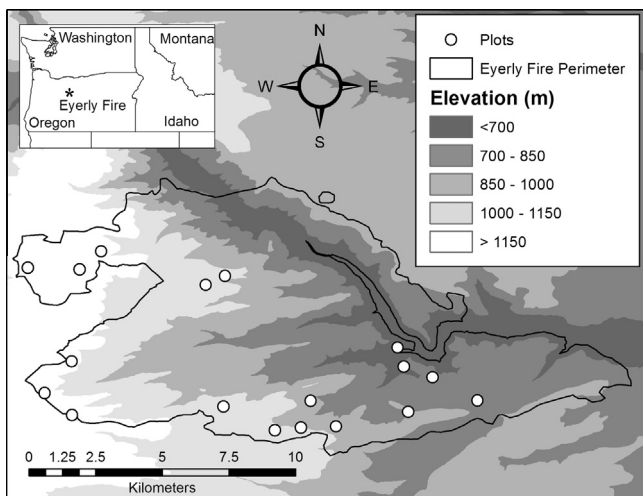 Washington
Montana
Eyerly Fire
Oregon
Idaho
N
W
E
S
Plots
Eyerly Fire Perimeter
Elevation (m)
<700
700 - 850
850 - 1000
1000 - 1150
> 1150
0 1.25 2.5 5 7.5 10
Kilometers